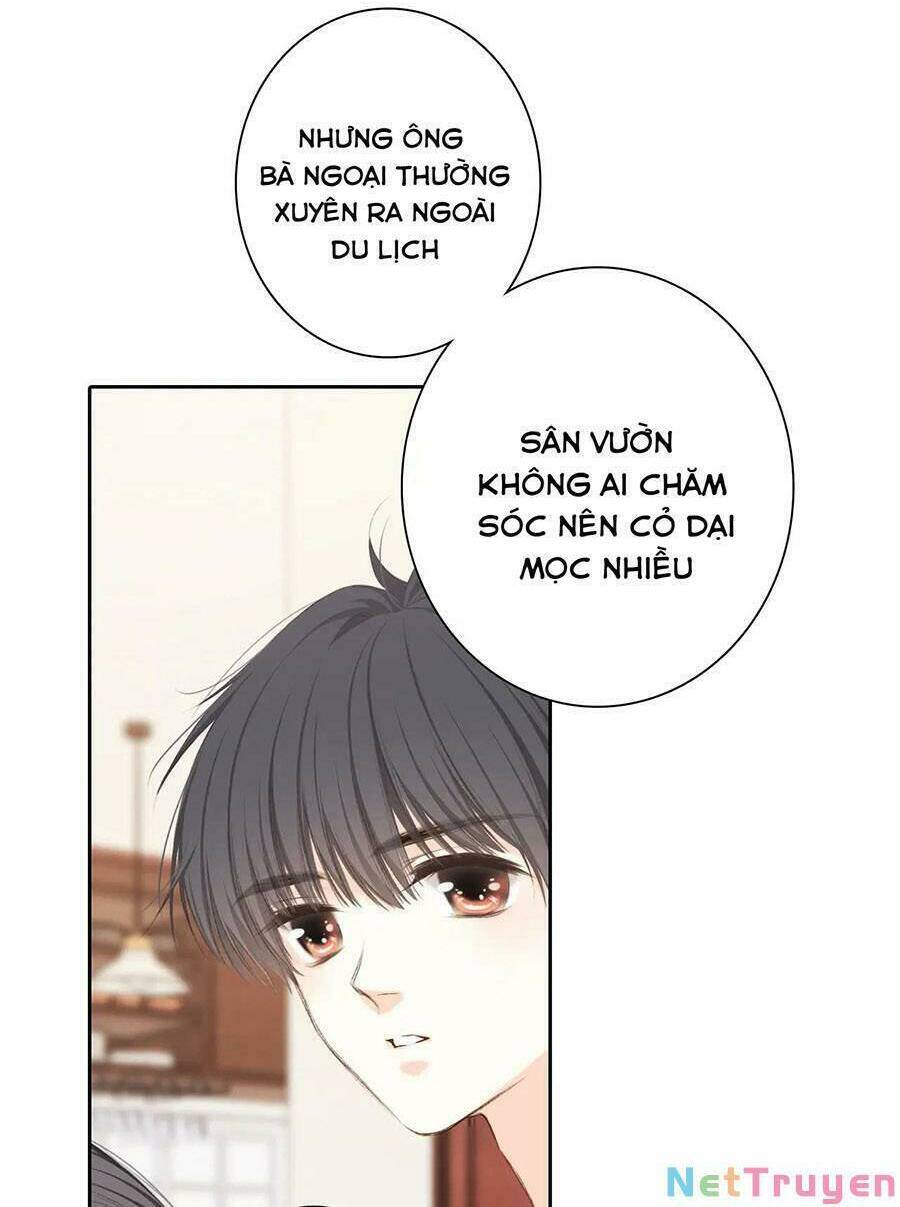 NHƯNG ÔNG
BÀ NGOẠI THƯỜNG
XUYÊN RA NGOÀI
DU LỊCH
SÂN VƯỜN
KHÔNG AI CHĂM
SÓC NÊN CỎ DẠI
MỌC NHIỀU
NETTRUYEN